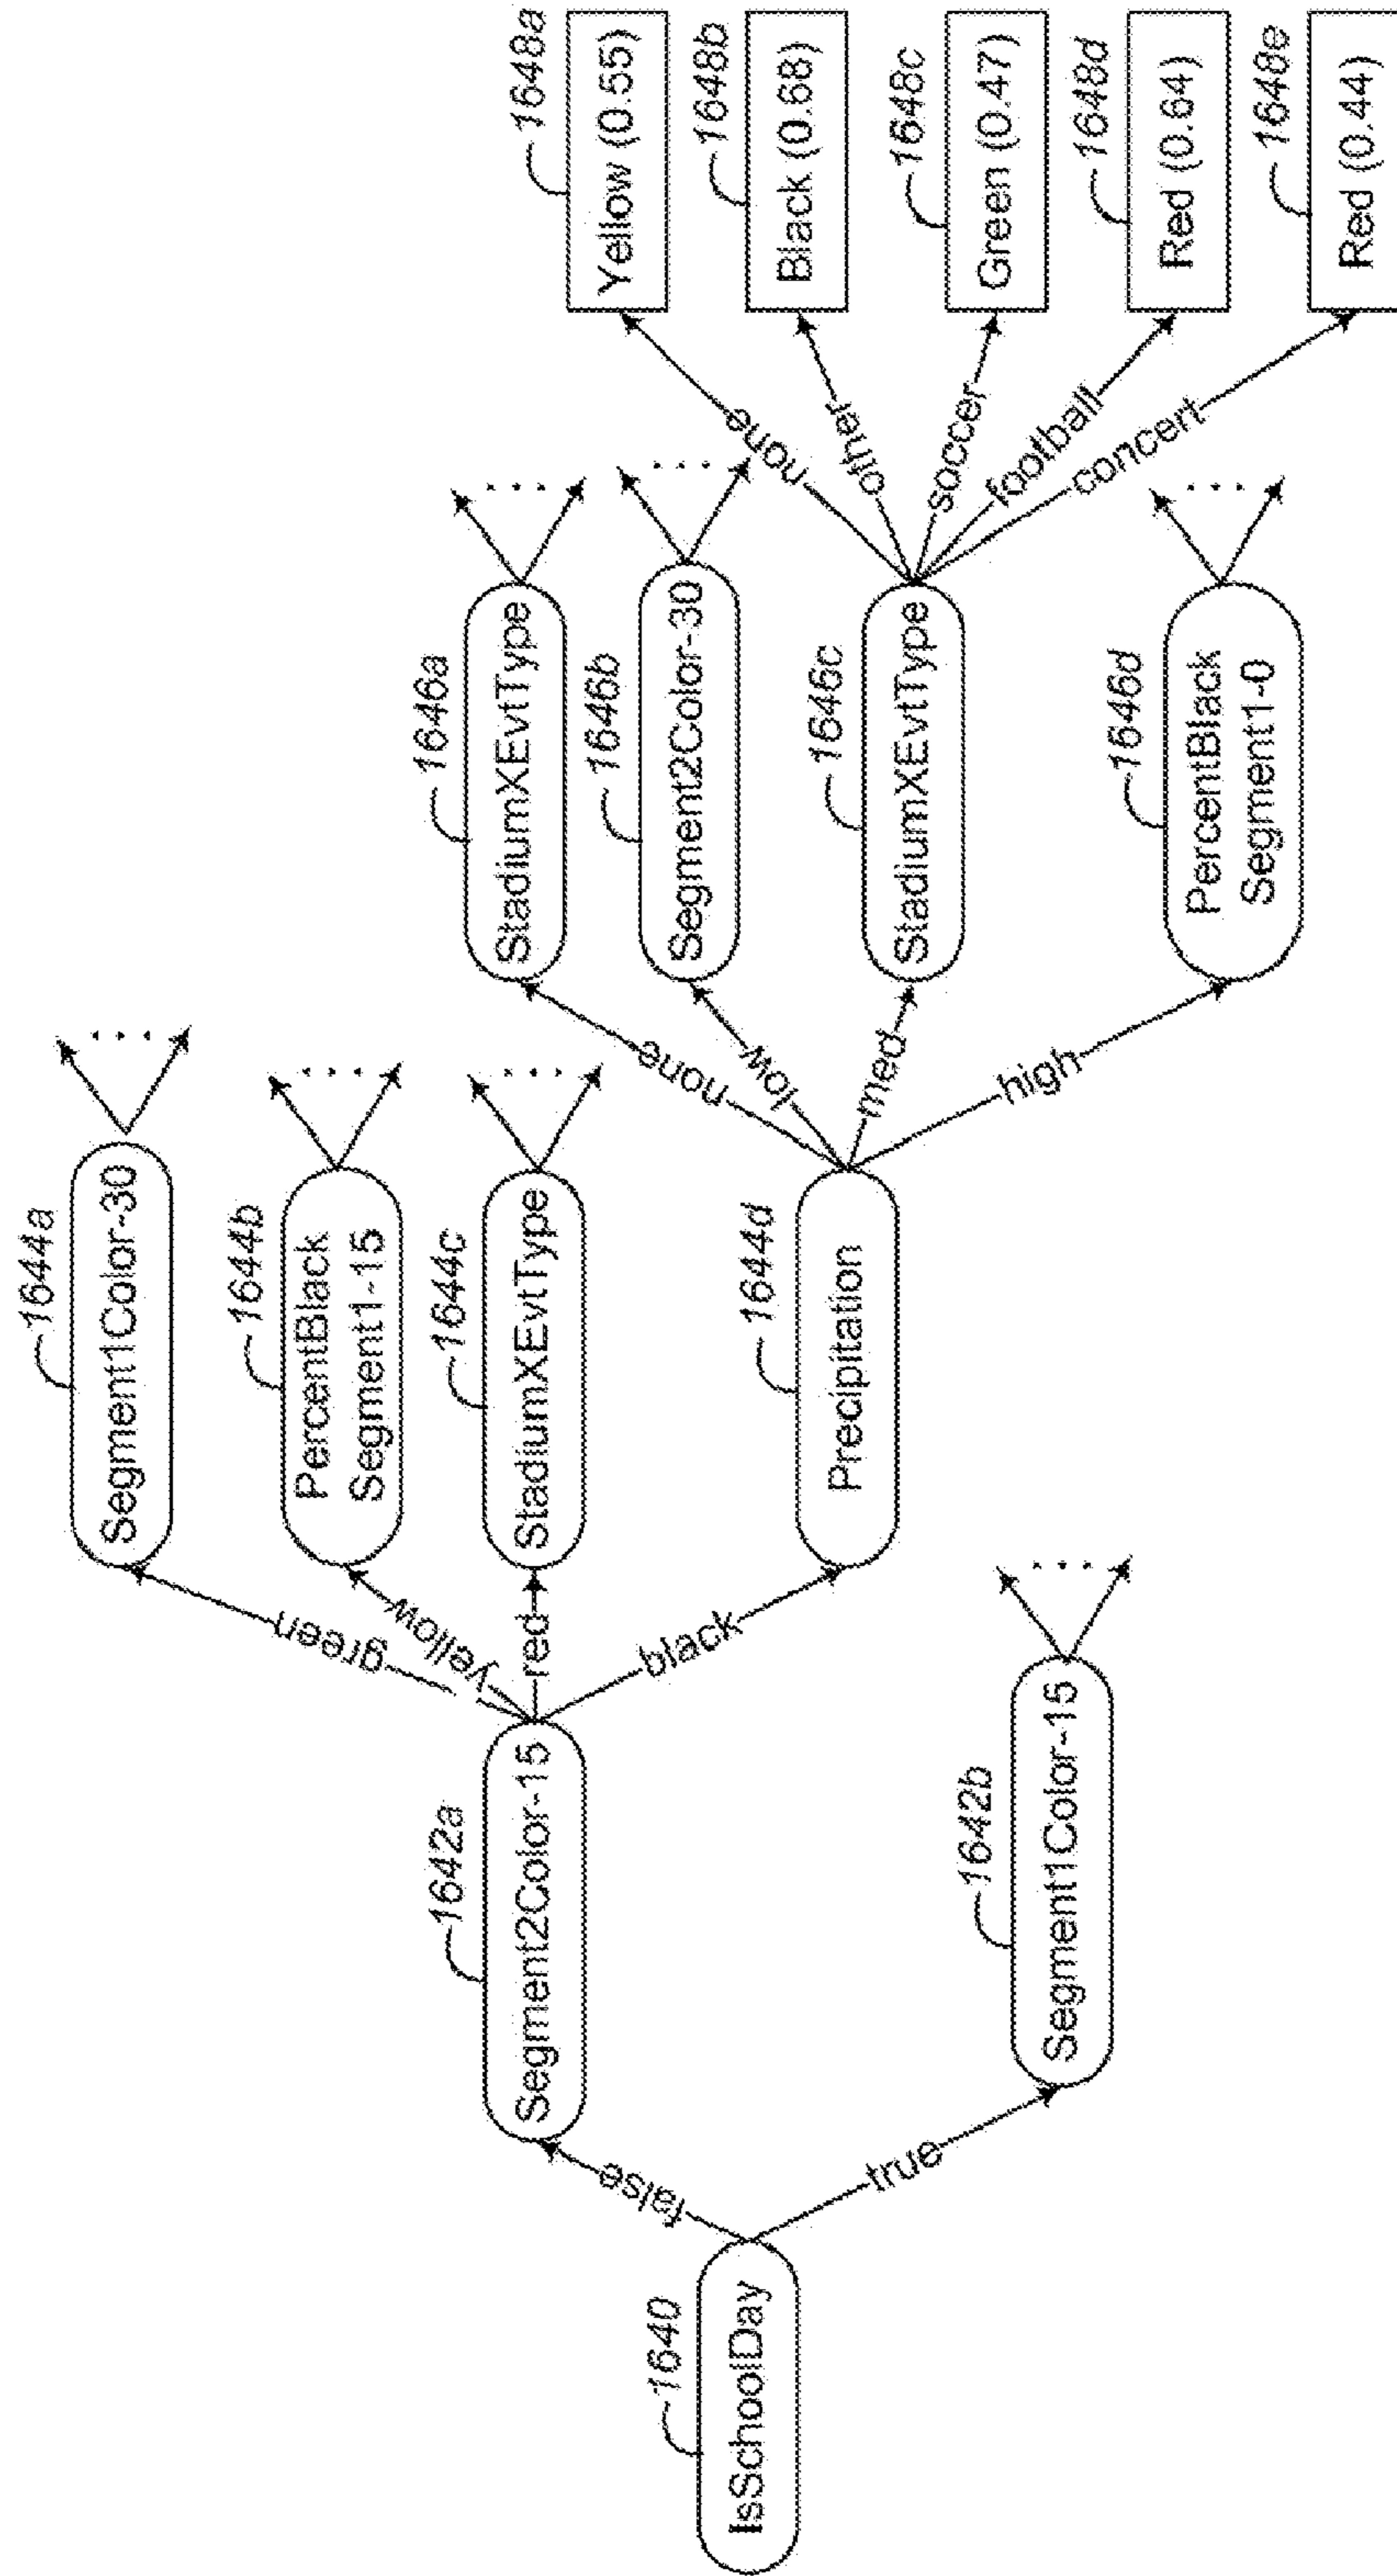 1640
IsSchoolDay
false
true
1642a
Segment2Color-15
1642b
Segment1Color-15
green
yellow
red
black
1644a
Segment1Color-30
1644b
PercentBlack
Segment1-15
1644c
StadiumXEvtType
1644d
Precipitation
none
low
med
high
1646a
StadiumXEvtType
1646b
Segment2Color-30
1646c
StadiumXEvtType
1646d
PercentBlack
Segment1-0
none
other
soccer
football
concert
1648a
Yellow (0.55)
1648b
Black (0.68)
1648c
Green (0.47)
1648d
Red (0.64)
1648e
Red (0.44)